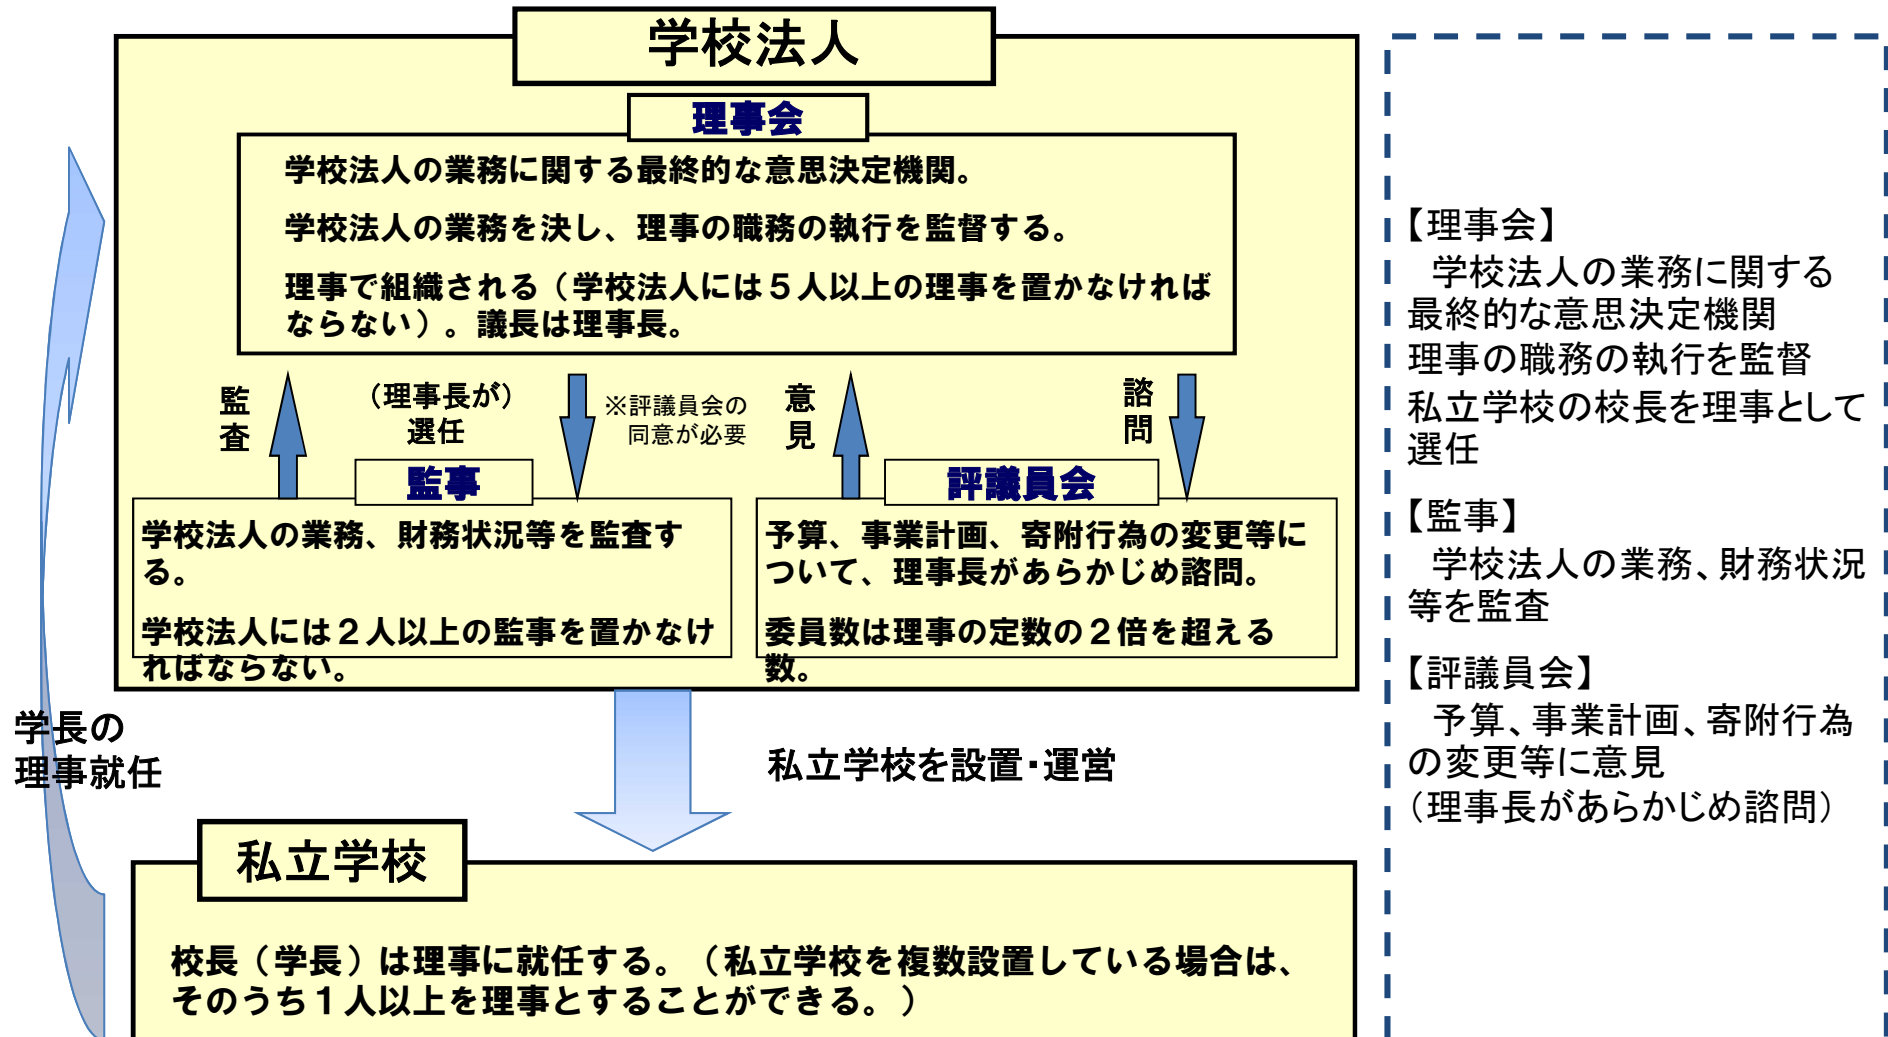 学校法人
理事会
学校法人の業務に関する最終的な意思決定機関。
学校法人の業務を決し、理事の職務の執行を監督する。
理事で組織される（学校法人には５人以上の理事を置かなければ
ならない）。議長は理事長。
監査
（理事長が）
選任
※評議員会の
同意が必要
意見
諮問
監事
学校法人の業務、財務状況等を監査す
る。
学校法人には２人以上の監事を置かなけ
ればならない。
評議員会
予算、事業計画、寄附行為の変更等に
ついて、理事長があらかじめ諮問。
委員数は理事の定数の２倍を超える
数。
学長の
理事就任
私立学校を設置・運営
私立学校
校長（学長）は理事に就任する。（私立学校を複数設置している場合は、
そのうち１人以上を理事とすることができる。）
【理事会】
学校法人の業務に関する
最終的な意思決定機関
理事の職務の執行を監督
私立学校の校長を理事として
選任
【監事】
学校法人の業務、財務状況
等を監査
【評議員会】
予算、事業計画、寄附行為
の変更等に意見
（理事長があらかじめ諮問）